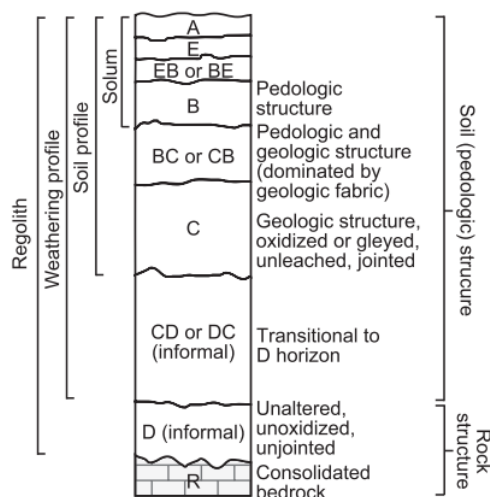 Regolith
Weathering profile
Soil profile
Solum
A
E
EB or BE
B
BC or CB
C
CD or DC
(informal)
D (informal)
R
Pedologic
structure
Pedologic and
geologic structure
(dominated by
geologic fabric)
Geologic structure,
oxidized or gleyed,
unleached, jointed
Transitional to
D horizon
Unaltered,
unoxidized,
unjointed
Consolidated
bedrock
Soil (pedologic) strucure
Rock
structure